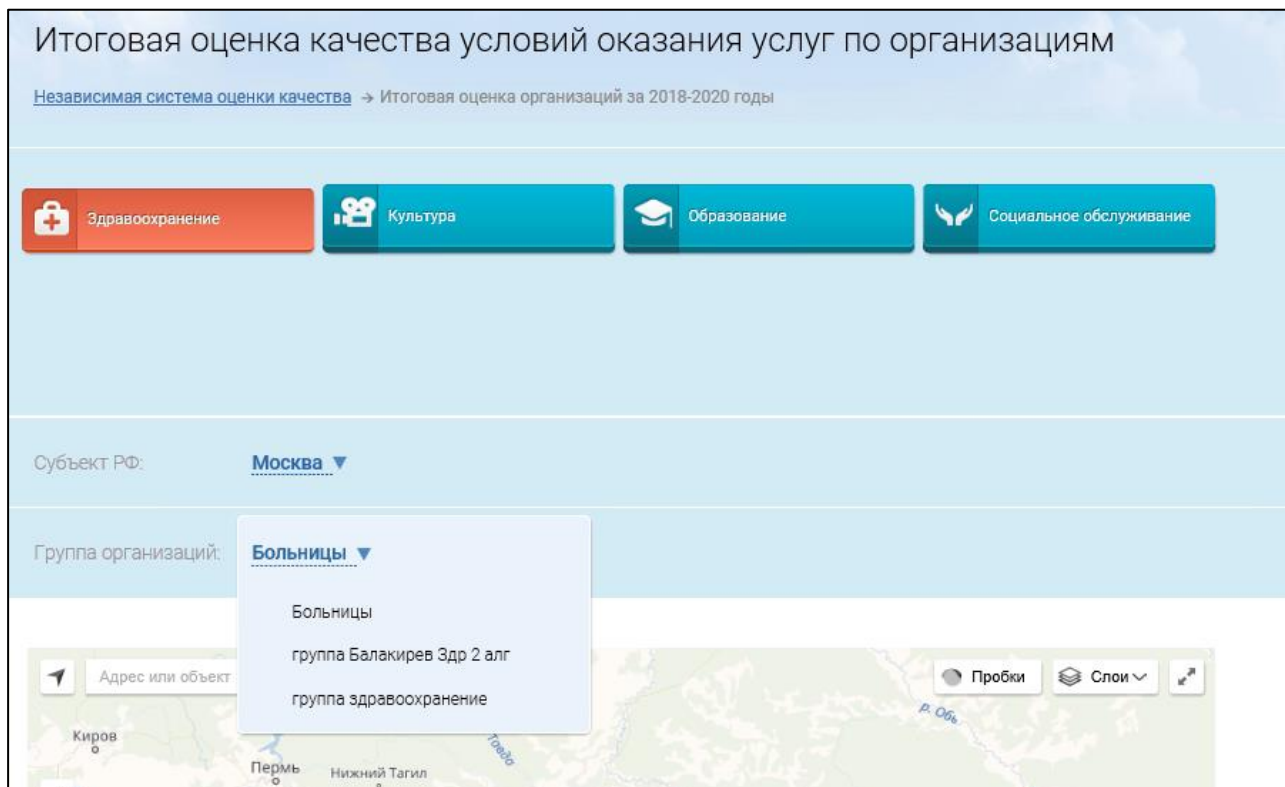 Итоговая оценка качества условий оказания услуг по организациям
Независимая система оценки качества → Итоговая оценка организаций за 2018-2020 годы
Здравоохранение
Культура
Образование
Социальное обслуживание
Субъект РФ: Москва ▼
Группа организаций: Больницы ▼
Больницы
группа Балакирев Здр 2 алг
группа здравоохранение
Адрес или объект
Пробки
Слои
р. Обь
Киров
Тавда
Пермь
Нижний Тагил